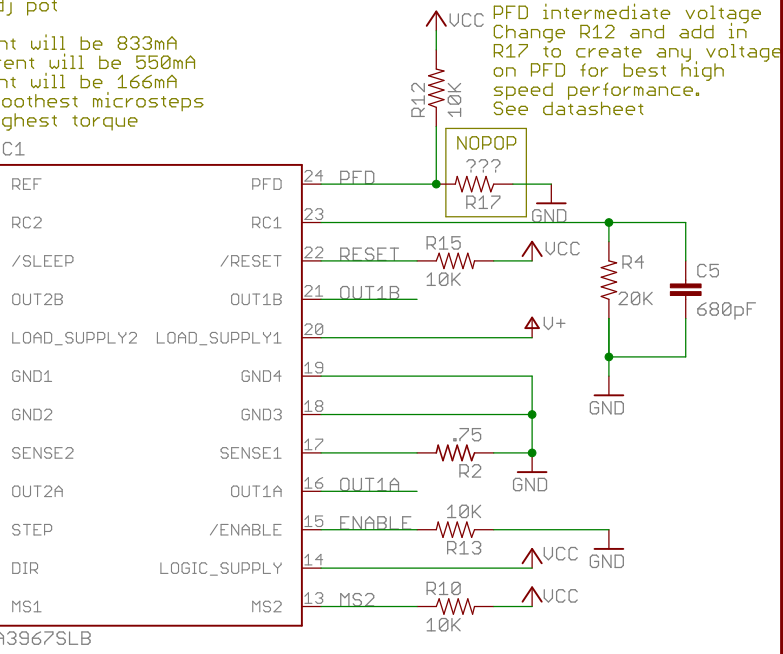 dj pot
nt will be 833mA
rent will be 550mA
nt will be 166mA
oothest microsteps
ghest torque
VCC
PFD intermediate voltage
Change R12 and add in
R17 to create any voltage
on PFD for best high
speed performance.
See datasheet
R12
10K
NOPOP
???
R17
GND
C1
REF
PFD
24
PFD
RC2
RC1
23
/SLEEP
/RESET
22
RESET
R15
10K
VCC
R4
20K
C5
680pF
GND
OUT2B
OUT1B
21
OUT1B
LOAD_SUPPLY2
LOAD_SUPPLY1
20
V+
GND1
GND4
19
GND2
GND3
18
SENSE2
SENSE1
17
.75
R2
GND
OUT2A
OUT1A
16
OUT1A
STEP
/ENABLE
15
ENABLE
10K
R13
GND
DIR
LOGIC_SUPPLY
14
VCC
MS1
MS2
13
MS2
R10
10K
VCC
A3967SLB